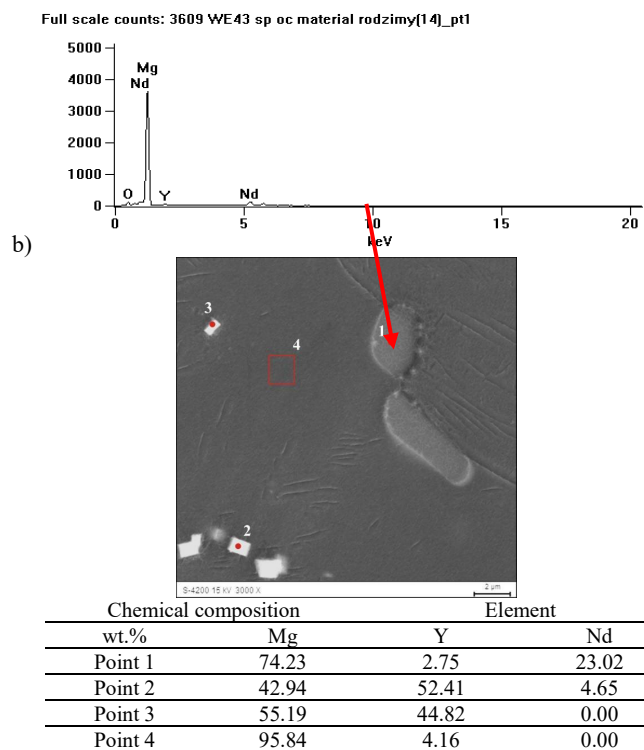 Full scale counts: 3609 WE43 sp oc material rodzimy(14)_pt1
5000
4000
3000
2000
1000
0
Mg
Nd
O
Y
Nd
0 5 10 15 20
keV
b)
3
1
4
2
S-4200 15 kV 3000 X 2 µm
Chemical composition Element
wt.% Mg Y Nd
Point 1 74.23 2.75 23.02
Point 2 42.94 52.41 4.65
Point 3 55.19 44.82 0.00
Point 4 95.84 4.16 0.00